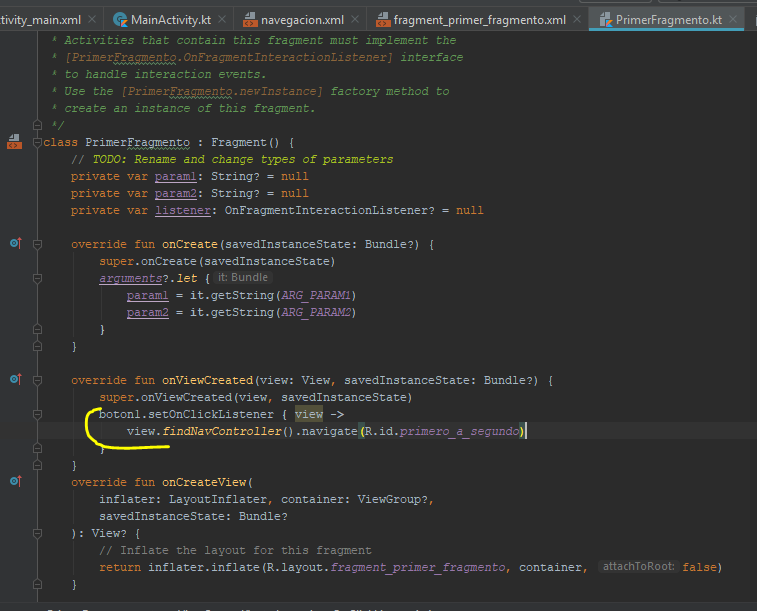 tivity_main.xml MainActivity.kt navegacion.xml fragment_primer_fragmento.xml PrimerFragmento.kt
* Activities that contain this fragment must implement the
* [PrimerFragmento.OnFragmentInteractionListener] interface
* to handle interaction events.
* Use the [PrimerFragmento.newInstance] factory method to
* create an instance of this fragment.
*/
class PrimerFragmento : Fragment() {
// TODO: Rename and change types of parameters
private var param1: String? = null
private var param2: String? = null
private var listener: OnFragmentInteractionListener? = null
override fun onCreate(savedInstanceState: Bundle?) {
super.onCreate(savedInstanceState)
arguments?.let { it: Bundle
param1 = it.getString(ARG_PARAM1)
param2 = it.getString(ARG_PARAM2)
}
}
override fun onViewCreated(view: View, savedInstanceState: Bundle?) {
super.onViewCreated(view, savedInstanceState)
boton1.setOnClickListener { view ->
view.findNavController().navigate(R.id.primero_a_segundo)
}
}
override fun onCreateView(
inflater: LayoutInflater, container: ViewGroup?,
savedInstanceState: Bundle?
): View? {
// Inflate the layout for this fragment
return inflater.inflate(R.layout.fragment_primer_fragmento, container, attachToRoot: false)
}